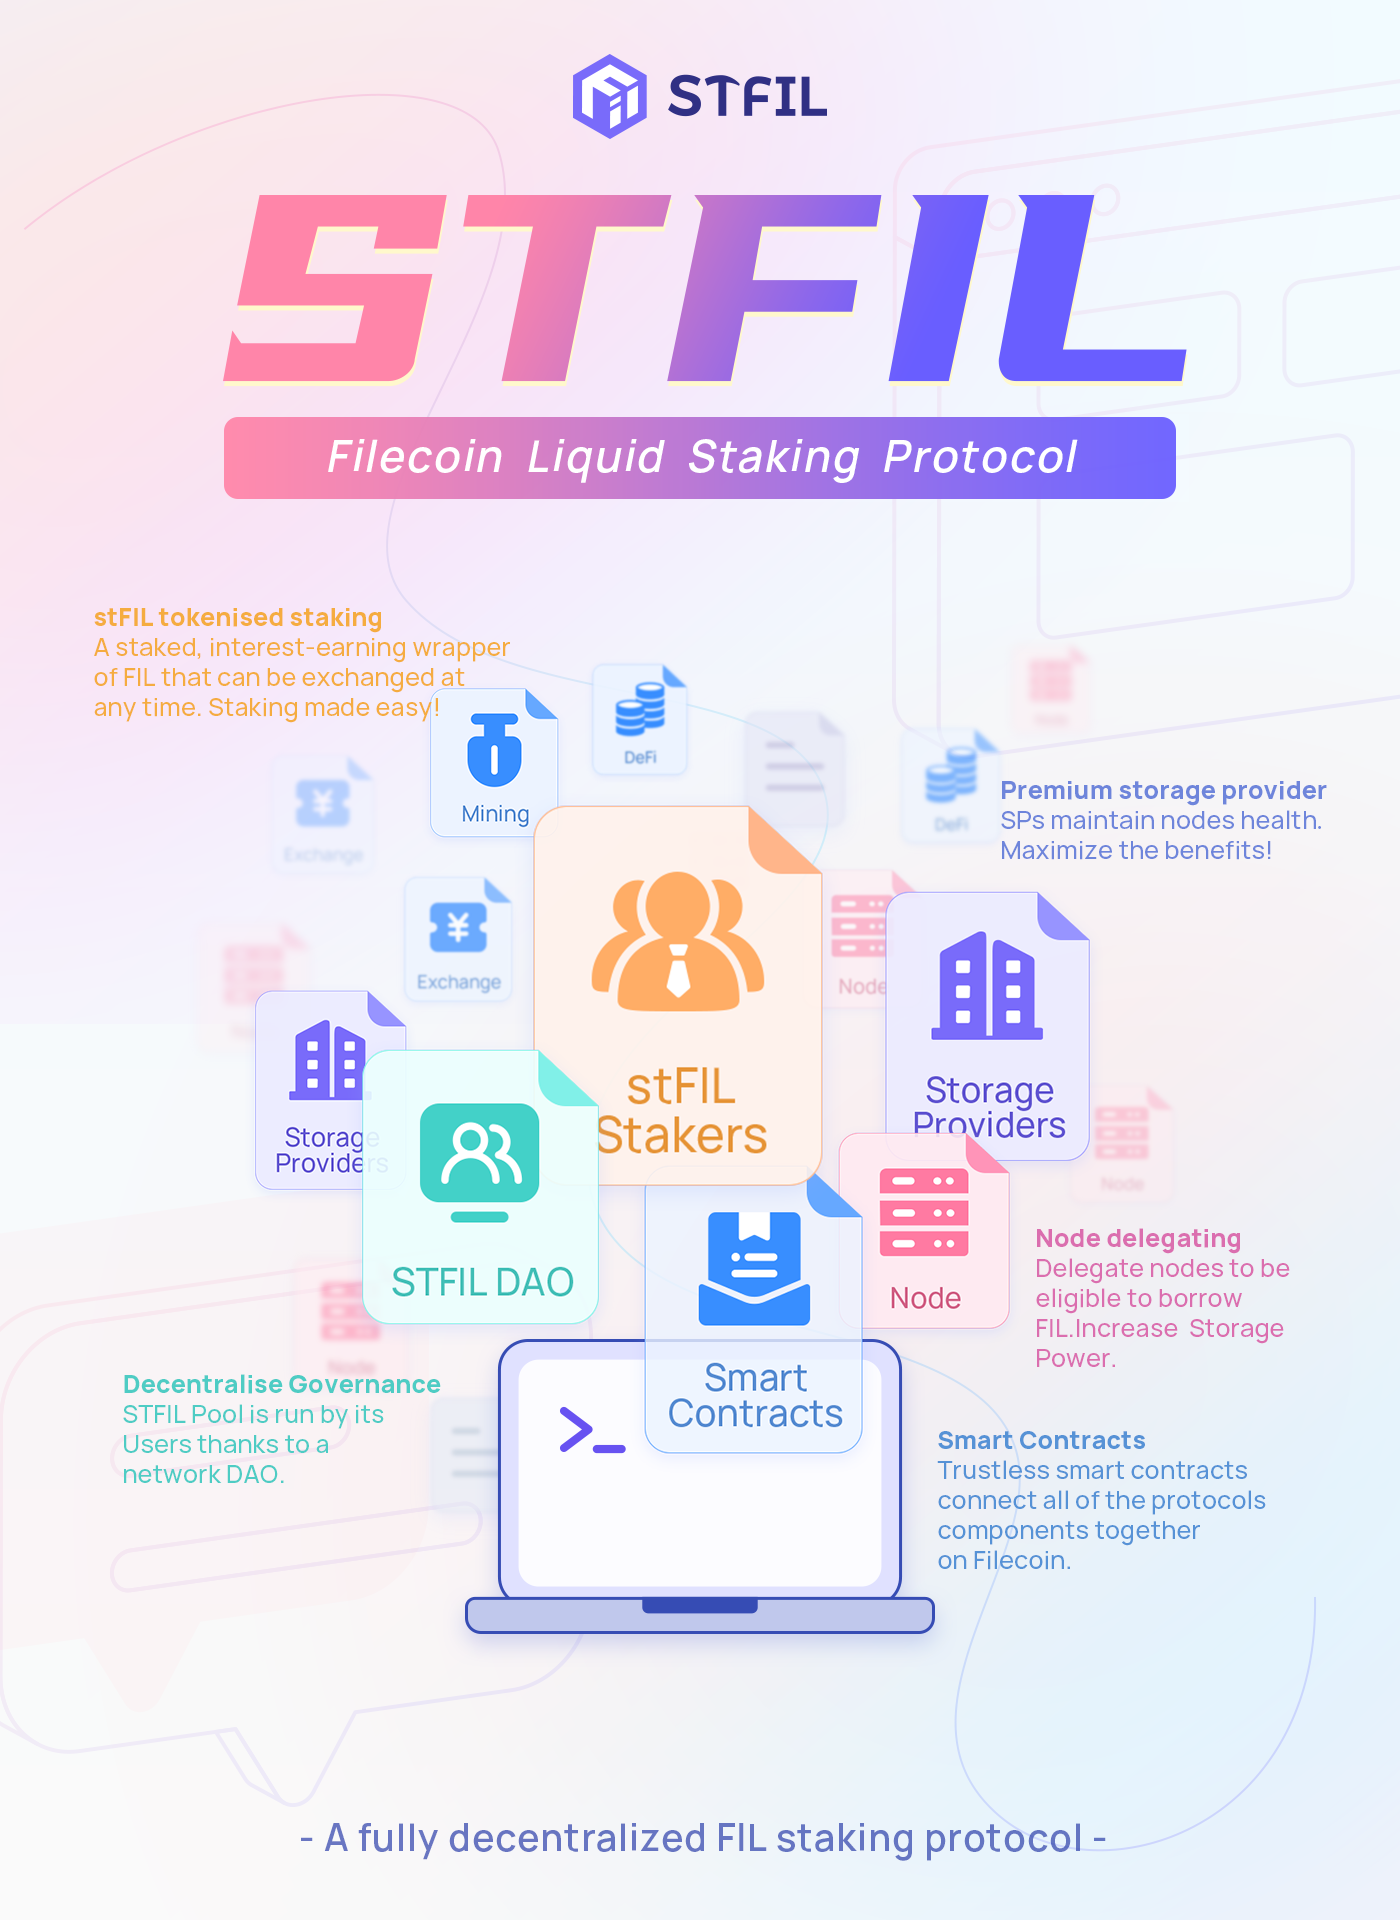 STFIL
STFIL
Filecoin Liquid Staking Protocol
stFIL tokenised staking
A staked, interest-earning wrapper
of FIL that can be exchanged at
any time. Staking made easy!
Mining
DeFi
DeFi
Premium storage provider
SPs maintain nodes health.
Maximize the benefits!
Exchange
Exchange
Node
stFIL
Stakers
Storage
Providers
Storage
Providers
STFIL DAO
Node
Node
Node
Node delegating
Delegate nodes to be
eligible to borrow
FIL.Increase  Storage
Power.
Smart
Contracts
Decentralise Governance
STFIL Pool is run by its
Users thanks to a
network DAO.
Smart Contracts
Trustless smart contracts
connect all of the protocols
components together
on Filecoin.
- A fully decentralized FIL staking protocol -